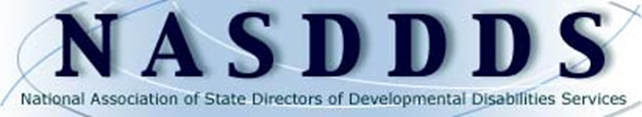 NASDDDS
National Association of State Directors of Developmental Disabilities Services